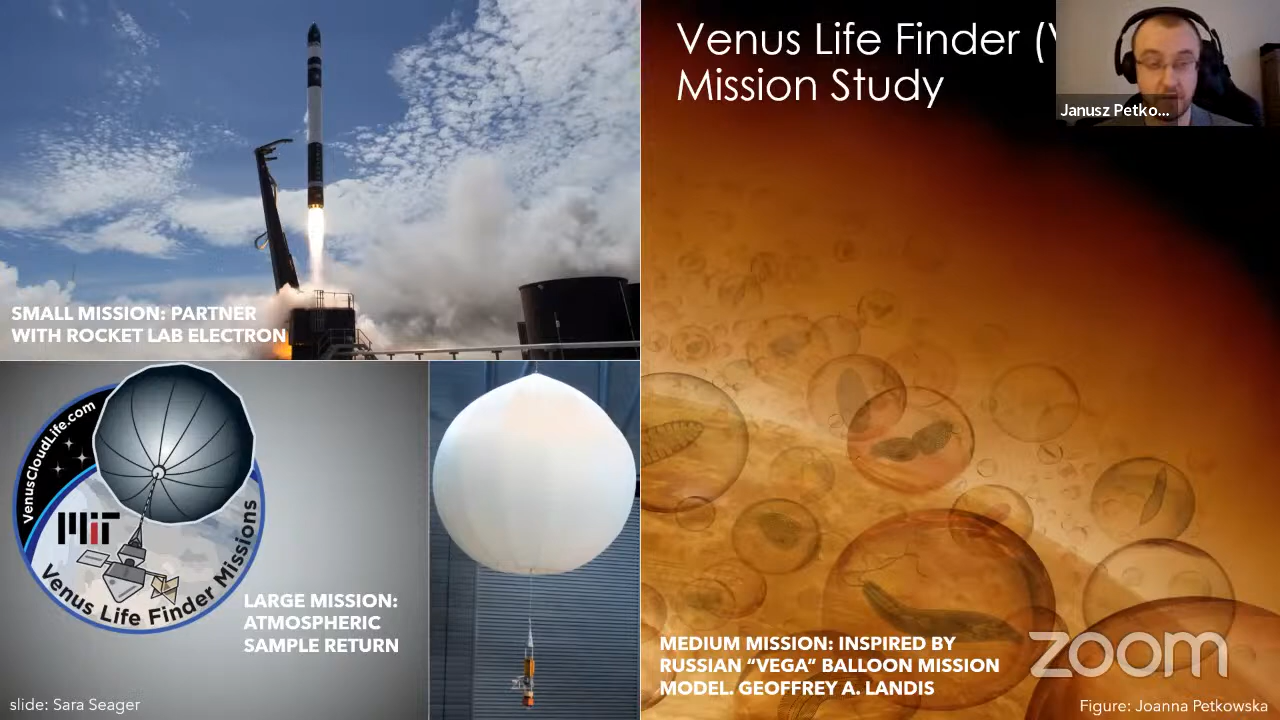 Venus Life Finder (
Mission Study
Janusz Petko...
SMALL MISSION: PARTNER
WITH ROCKET LAB ELECTRON
VenusCloudLife.com
MIT
Venus Life Finder Missions
LARGE MISSION:
ATMOSPHERIC
SAMPLE RETURN
MEDIUM MISSION: INSPIRED BY
RUSSIAN “VEGA” BALLOON MISSION
MODEL. GEOFFREY A. LANDIS
zoom
slide: Sara Seager
Figure: Joanna Petkowska